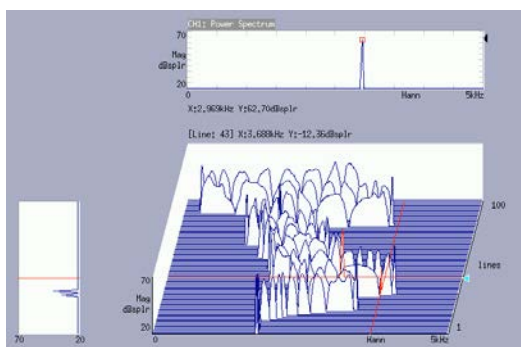 CH1: Power Spectrum
70
Mag
dBsplr
20
0
Hann
5kHz
X:2.969kHz Y:62.70dBsplr
[Line: 43] X:3.688kHz Y:-12.36dBsplr
100
lines
1
70
Mag
dBsplr
20
0
Hann
5kHz
70
20